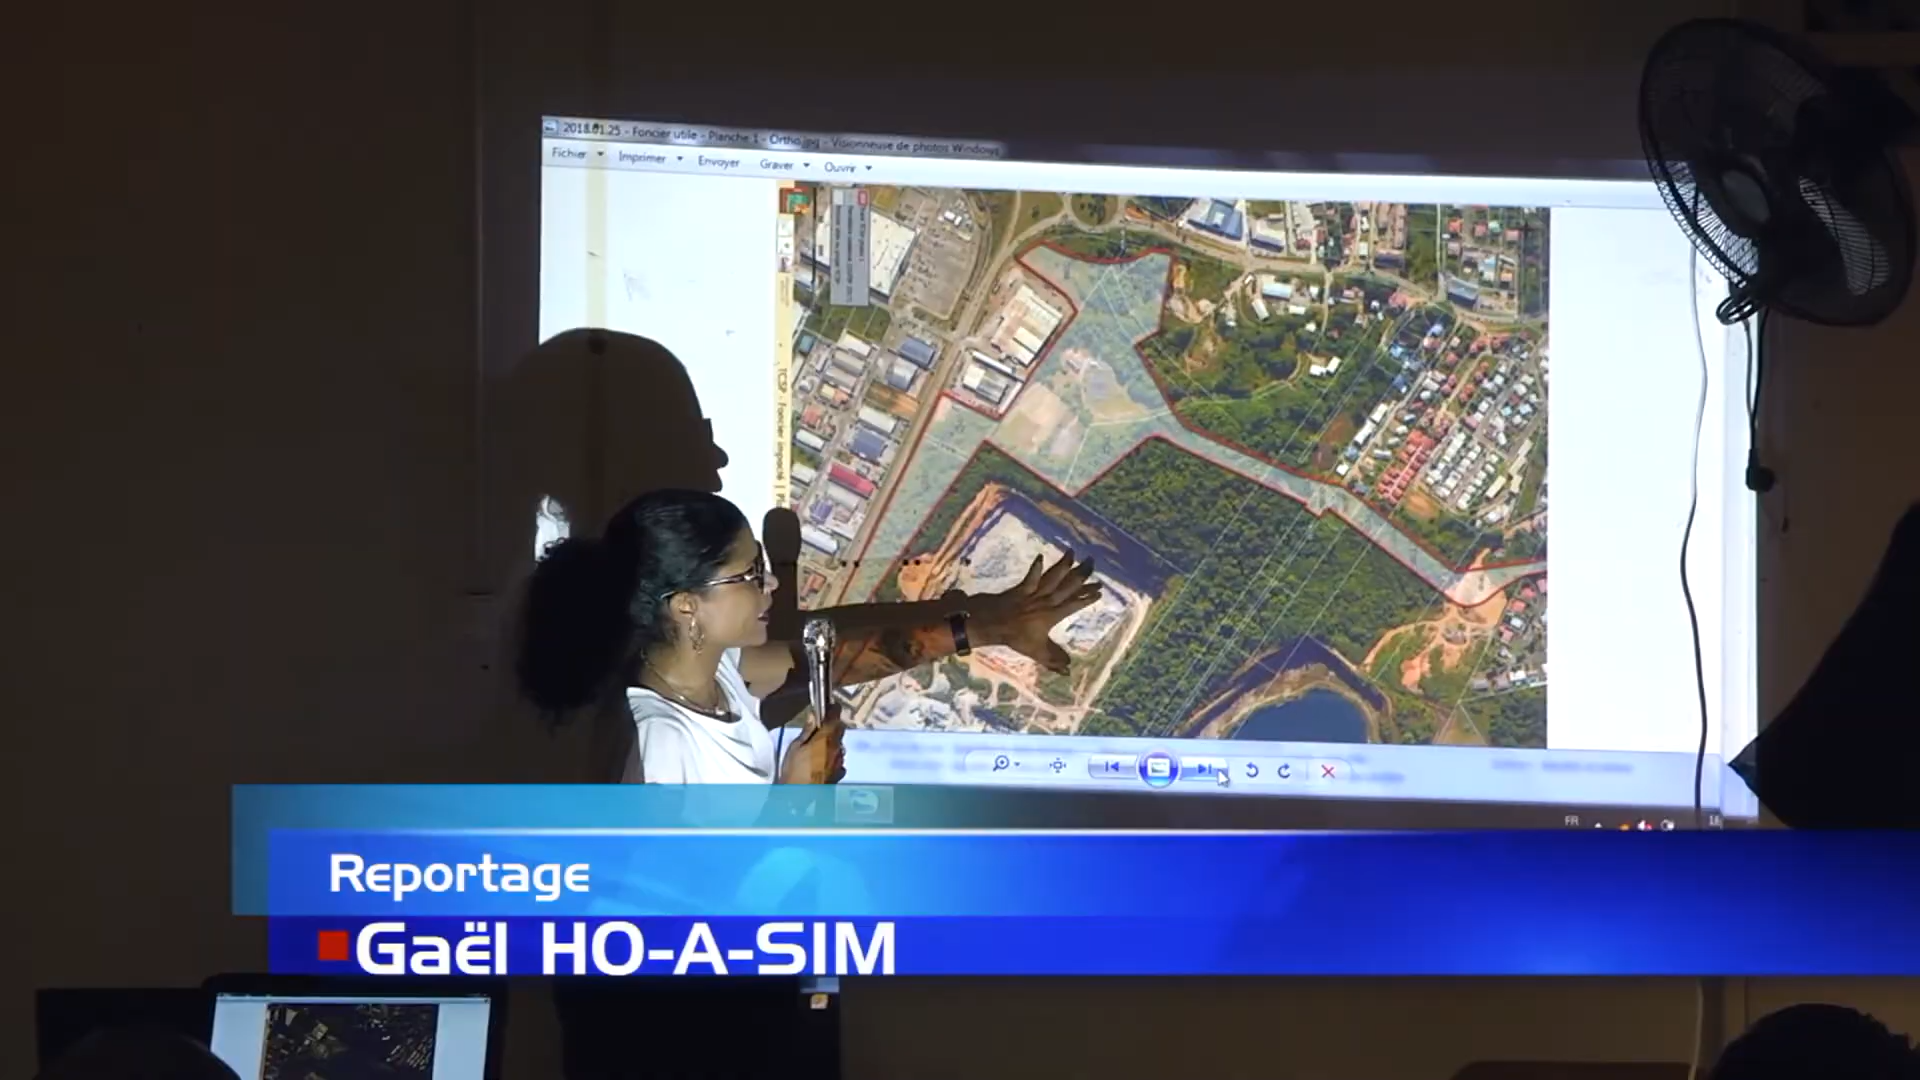 2018.01.25 - Foncier utile - Planche 1 - Ortho.jpg - Visionneuse de photos Windows
Fichier Imprimer Envoyer Graver Ouvrir
TCSP - Foncier impacté
FR
Reportage
Gaël HO-A-SIM